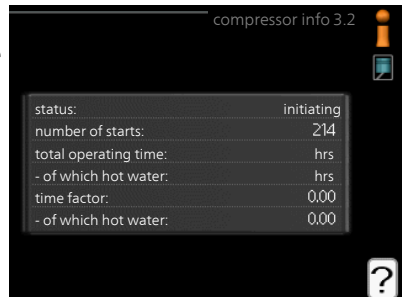 compressor info 3.2
status: initiating
number of starts: 214
total operating time: hrs
- of which hot water: hrs
time factor: 0.00
- of which hot water: 0.00
?